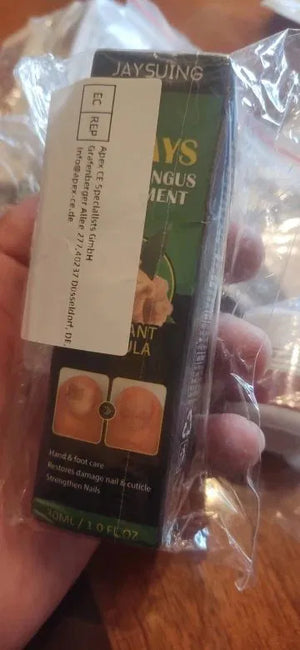 JAYSUING
EC REP
Apex CE Specialists GmbH
Grafenberger Allee 277,40237 Düsseldorf, DE
Info@apex-ce.de
AYS
NGUS
MENT
ANT
ULA
Hand & foot care
Restores damage nail & cuticle
Strengthen Nails
30ML / 1.0 FL OZ